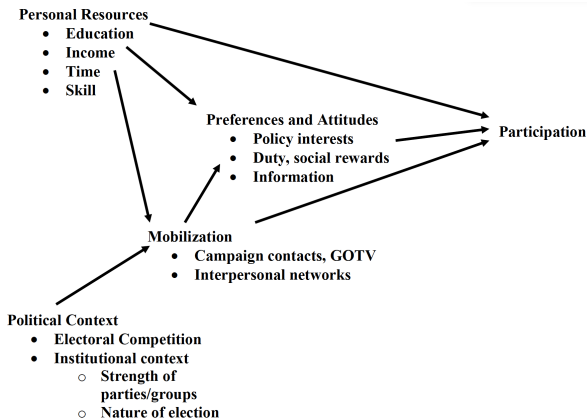 Personal Resources
• Education
• Income
• Time
• Skill
Preferences and Attitudes
• Policy interests
• Duty, social rewards
• Information
Participation
Mobilization
• Campaign contacts, GOTV
• Interpersonal networks
Political Context
• Electoral Competition
• Institutional context
○ Strength of
parties/groups
○ Nature of election